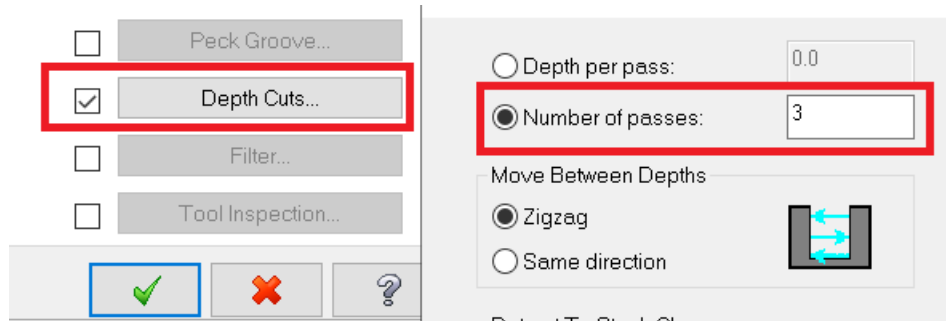 Peck Groove...
Depth Cuts...
Filter...
Tool Inspection...
Depth per pass:
0.0
Number of passes:
3
Move Between Depths
Zigzag
Same direction